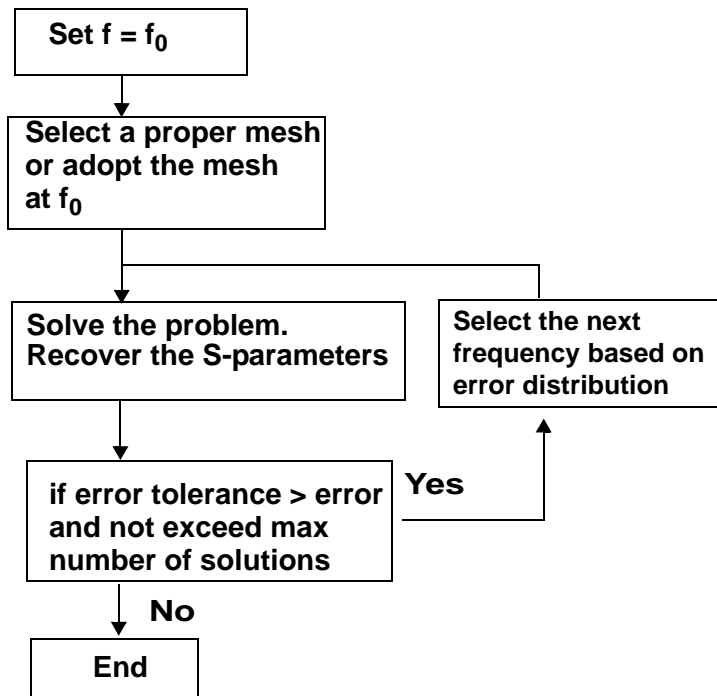 Set f = f0
Select a proper mesh
or adopt the mesh
at f0
Solve the problem.
Recover the S-parameters
Select the next
frequency based on
error distribution
if error tolerance > error
and not exceed max
number of solutions
Yes
No
End